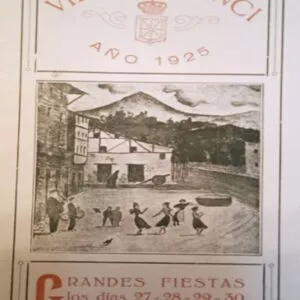 AÑO 1925
GRANDES FIESTAS
los días 27-28-29-30